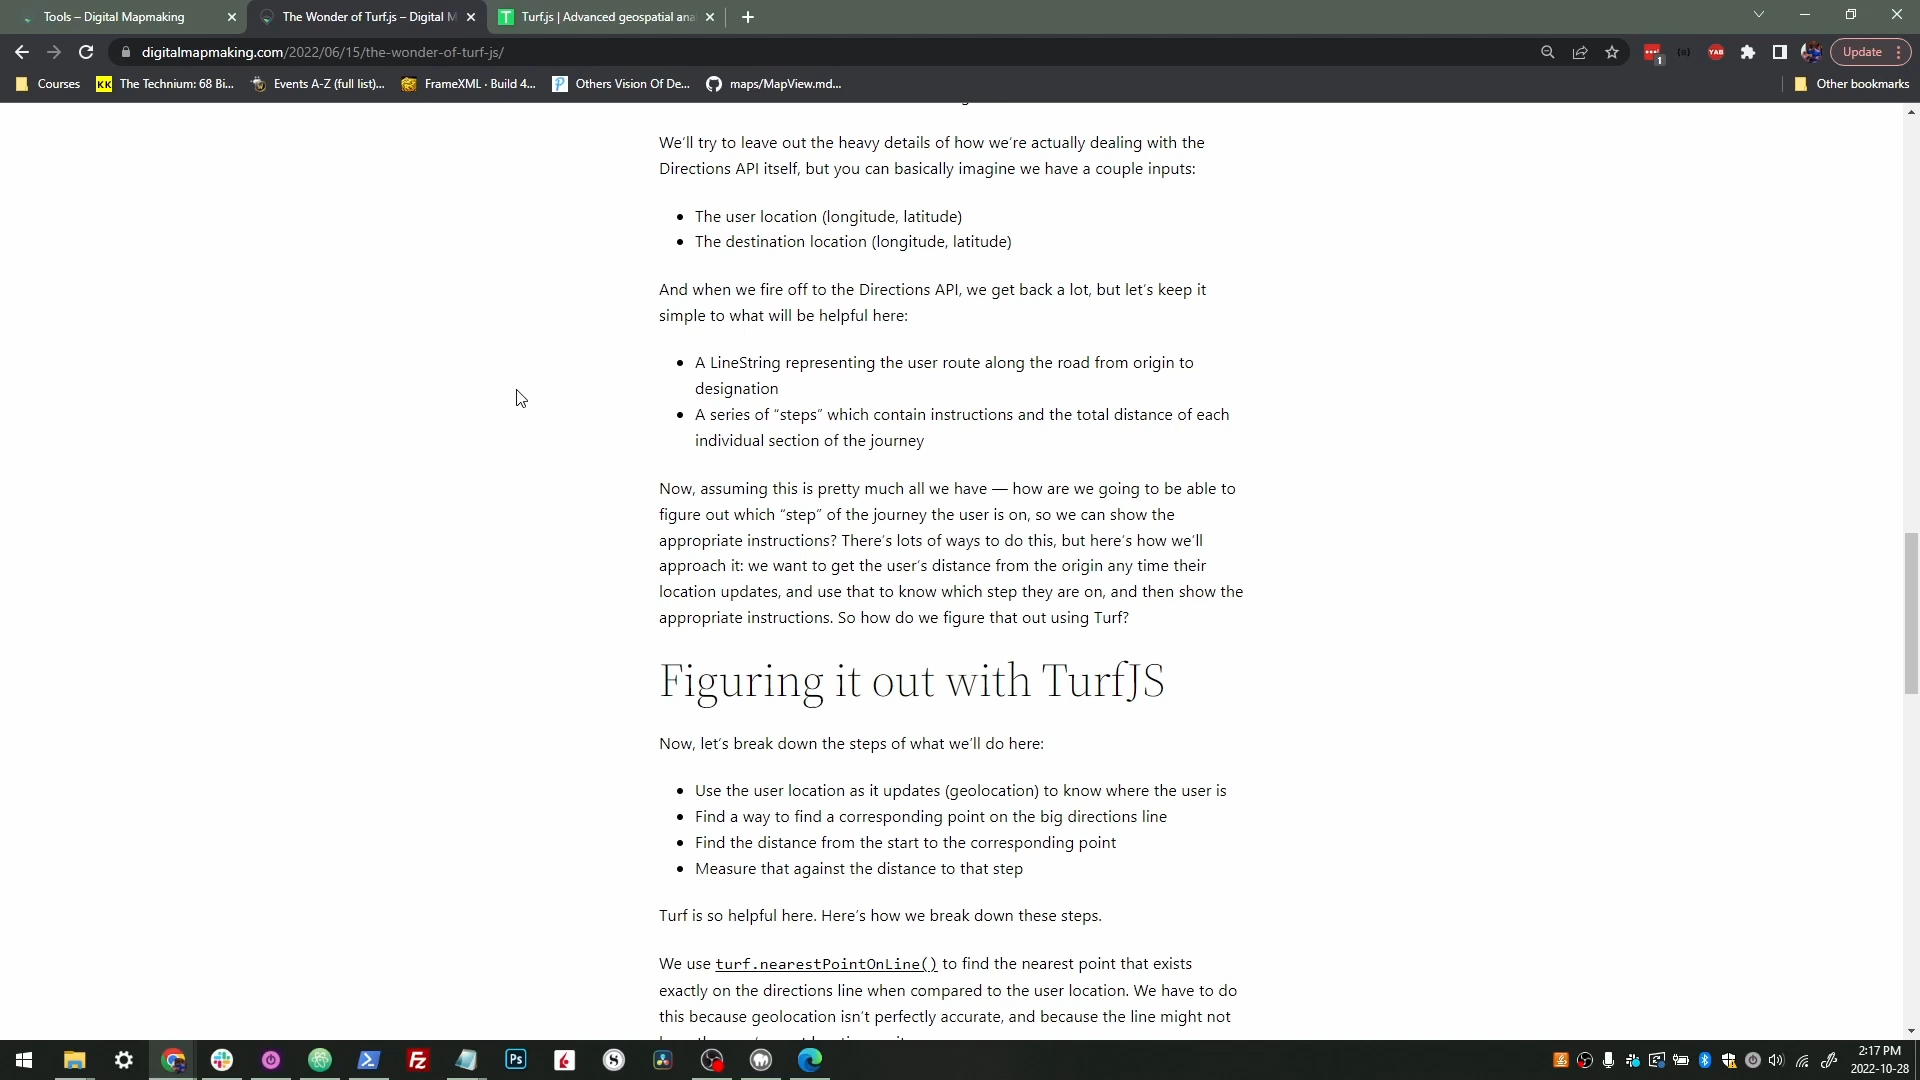 Tools – Digital Mapmaking
The Wonder of Turf.js – Digital M
Turf.js | Advanced geospatial ana
digitalmapmaking.com/2022/06/15/the-wonder-of-turf-js/
Update
Courses
The Technium: 68 Bi...
Events A-Z (full list)...
FrameXML · Build 4...
Others Vision Of De...
maps/MapView.md...
Other bookmarks
We’ll try to leave out the heavy details of how we’re actually dealing with the
Directions API itself, but you can basically imagine we have a couple inputs:
• The user location (longitude, latitude)
• The destination location (longitude, latitude)
And when we fire off to the Directions API, we get back a lot, but let’s keep it
simple to what will be helpful here:
• A LineString representing the user route along the road from origin to
designation
• A series of “steps” which contain instructions and the total distance of each
individual section of the journey
Now, assuming this is pretty much all we have — how are we going to be able to
figure out which “step” of the journey the user is on, so we can show the
appropriate instructions? There’s lots of ways to do this, but here’s how we’ll
approach it: we want to get the user’s distance from the origin any time their
location updates, and use that to know which step they are on, and then show the
appropriate instructions. So how do we figure that out using Turf?
Figuring it out with TurfJS
Now, let’s break down the steps of what we’ll do here:
• Use the user location as it updates (geolocation) to know where the user is
• Find a way to find a corresponding point on the big directions line
• Find the distance from the start to the corresponding point
• Measure that against the distance to that step
Turf is so helpful here. Here’s how we break down these steps.
We use turf.nearestPointOnLine() to find the nearest point that exists
exactly on the directions line when compared to the user location. We have to do
this because geolocation isn’t perfectly accurate, and because the line might not
2:17 PM
2022-10-28